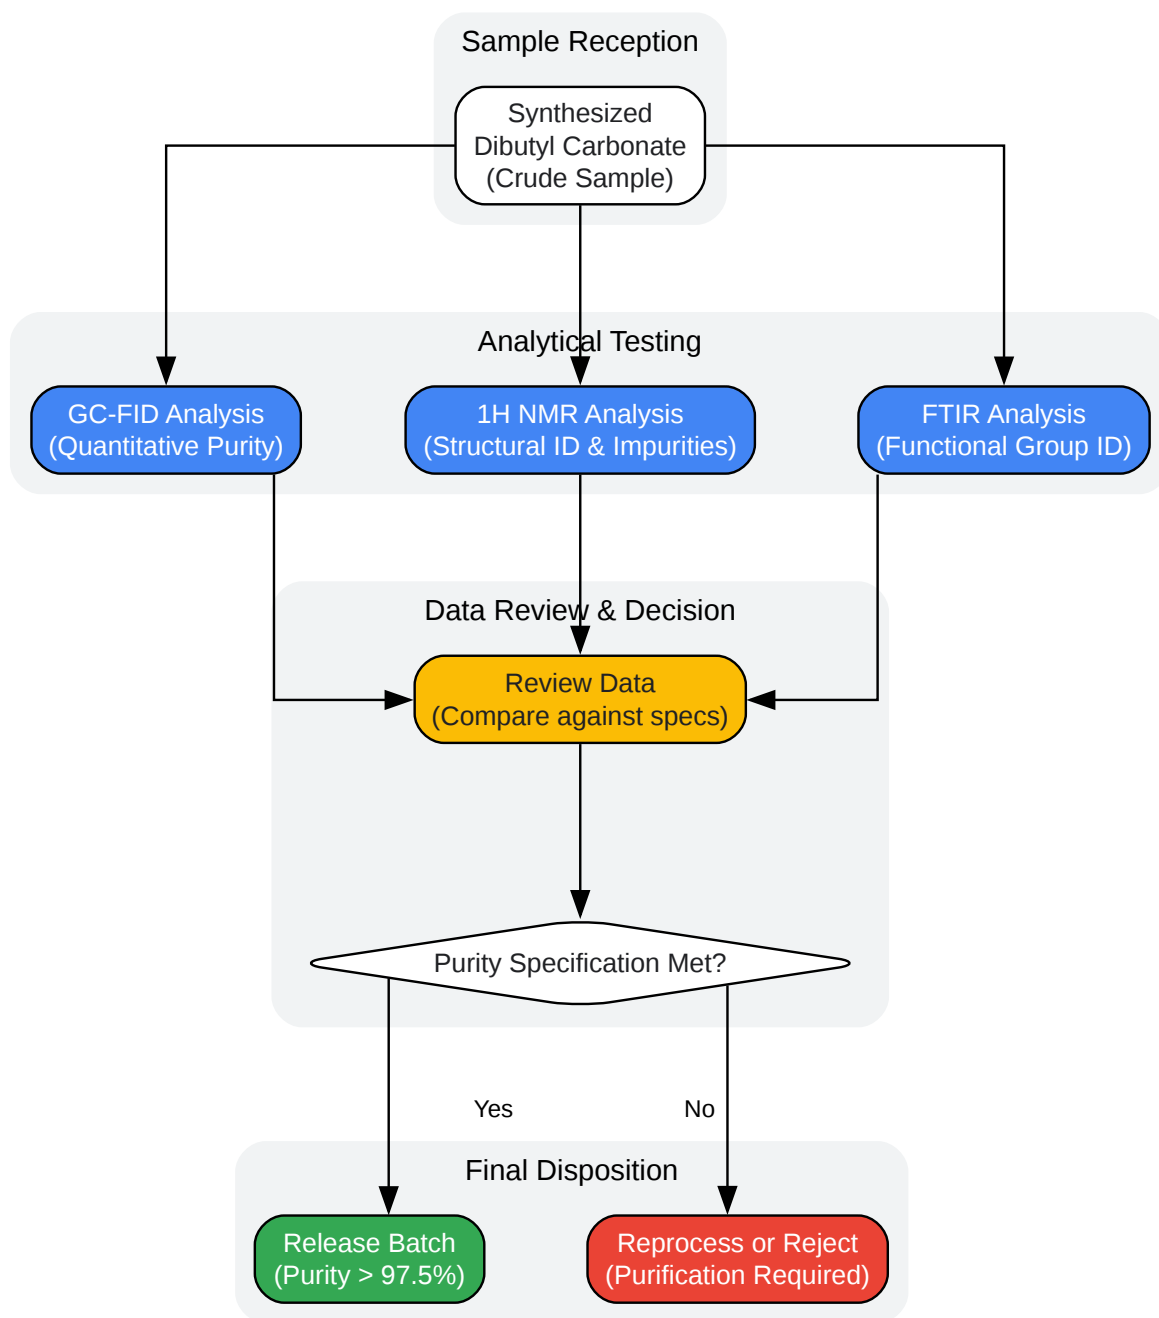 Sample Reception
Synthesized
Dibutyl Carbonate
(Crude Sample)
Analytical Testing
GC-FID Analysis
(Quantitative Purity)
1H NMR Analysis
(Structural ID & Impurities)
FTIR Analysis
(Functional Group ID)
Data Review & Decision
Review Data
(Compare against specs)
Purity Specification Met?
Yes
No
Final Disposition
Release Batch
(Purity > 97.5%)
Reprocess or Reject
(Purification Required)